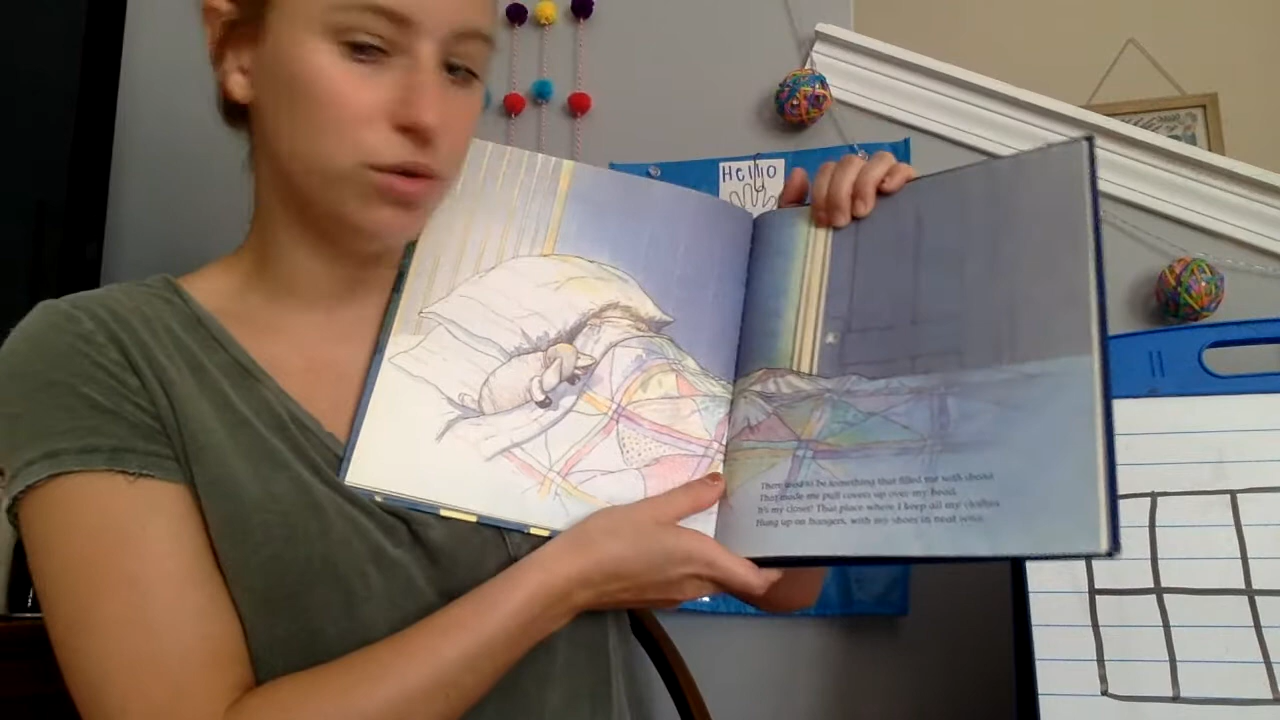 Hello
There used to be something that filled me with dread
That made me pull covers up over my head.
It's my closet! That place where I keep all my clothes
Hung up on hangers, with my shoes in neat rows.